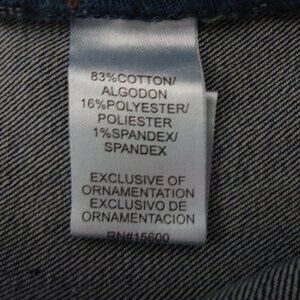 83%COTTON/
ALGODON
16%POLYESTER/
POLIESTER
1%SPANDEX/
SPANDEX
EXCLUSIVE OF
ORNAMENTATION
EXCLUSIVO DE
ORNAMENTACION
RN#15600